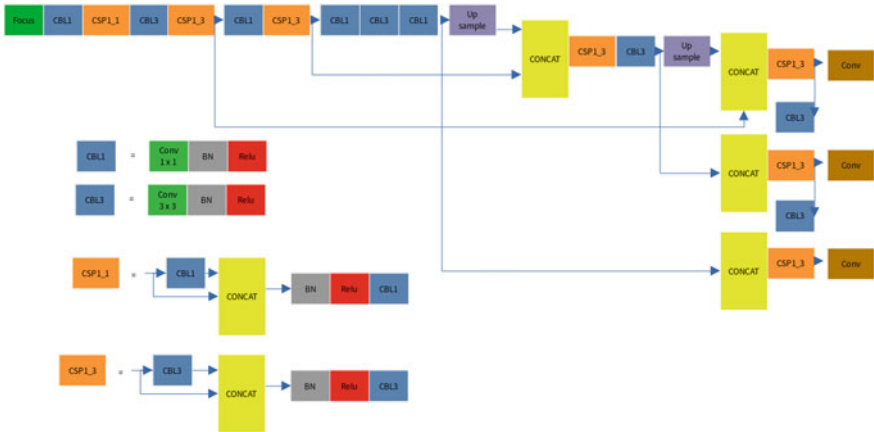 Focus CBL1 CSP1_1 CBL3 CSP1_3 CBL1 CSP1_3 CBL1 CBL3 CBL1 Up
sample
CONCAT CSP1_3 CBL3 Up
sample
CONCAT CSP1_3 Conv
CBL3
CONCAT CSP1_3 Conv
CBL3
CONCAT CSP1_3 Conv
CBL1 = Conv
1 x 1 BN Relu
CBL3 = Conv
3 x 3 BN Relu
CSP1_1 = CBL1 CONCAT BN Relu CBL1
CSP1_3 = CBL3 CONCAT BN Relu CBL3